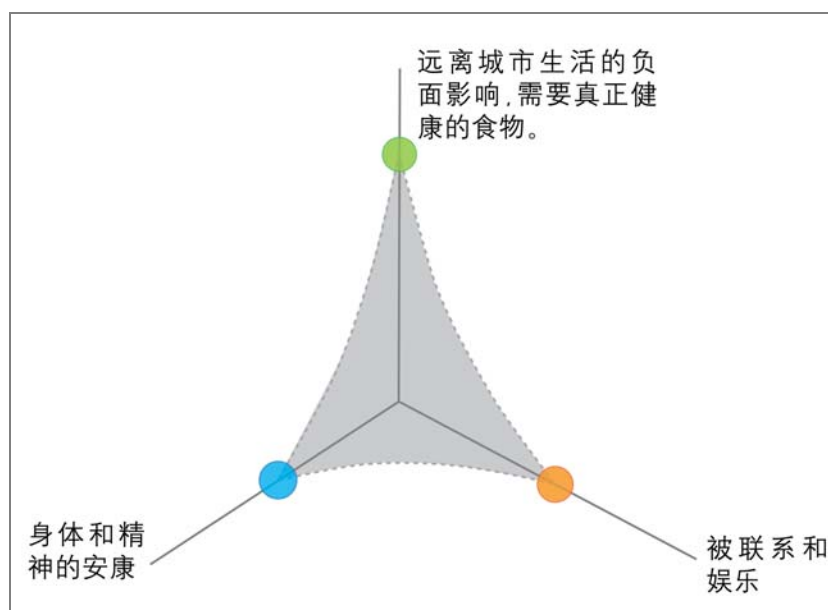 远离城市生活的负
面影响,需要真正健
康的食物。
身体和精
神的安康
被联系和
娱乐